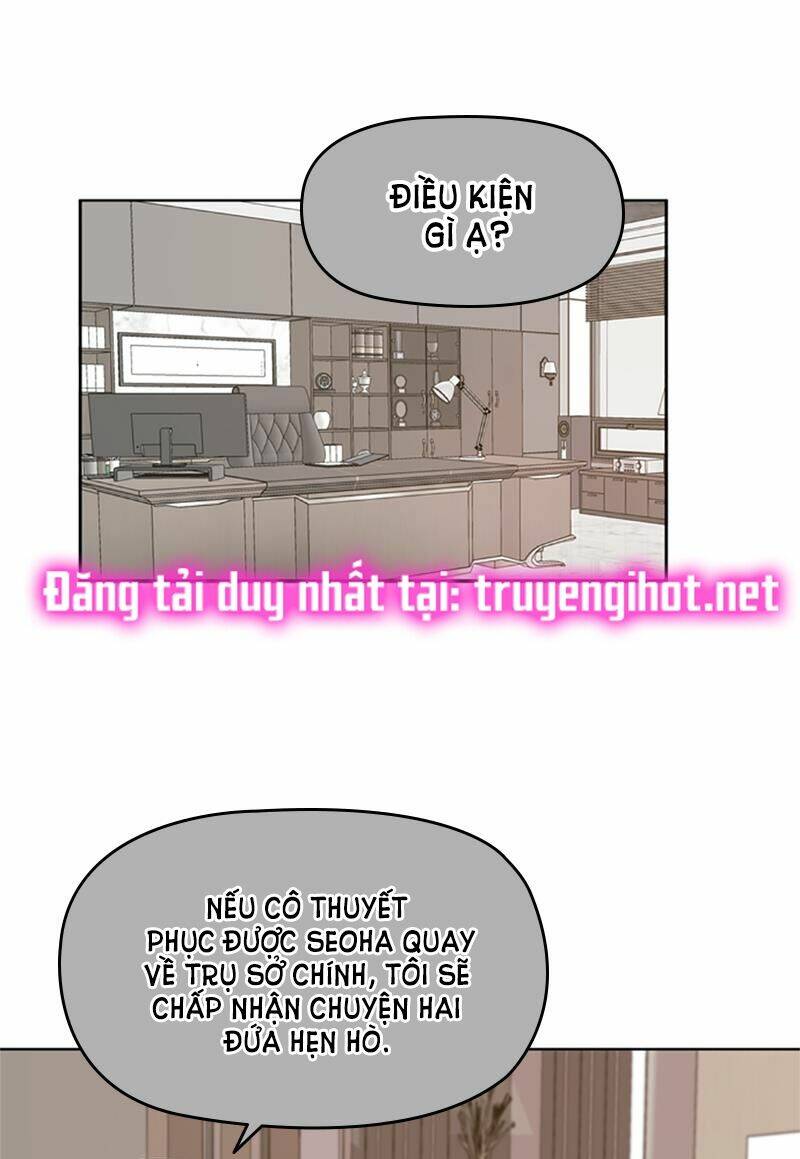 ĐIỀU KIỆN
GÌ Ạ?
Đăng tải duy nhất tại: truyengihot.net
NẾU CÔ THUYẾT
PHỤC ĐƯỢC SEOHA QUAY
VỀ TRỤ SỞ CHÍNH, TÔI SẼ
CHẤP NHẬN CHUYỆN HAI
ĐỨA HẸN HÒ.